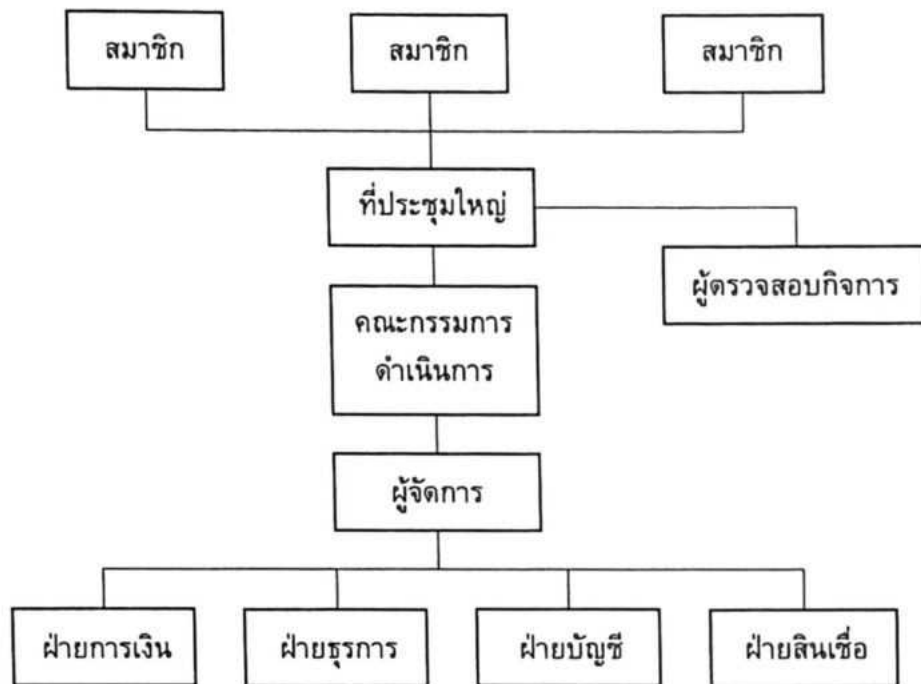 สมาชิก
สมาชิก
สมาชิก
ที่ประชุมใหญ่
ผู้ตรวจสอบกิจการ
คณะกรรมการ
ดำเนินการ
ผู้จัดการ
ฝ่ายการเงิน
ฝ่ายธุรการ
ฝ่ายบัญชี
ฝ่ายสินเชื่อ